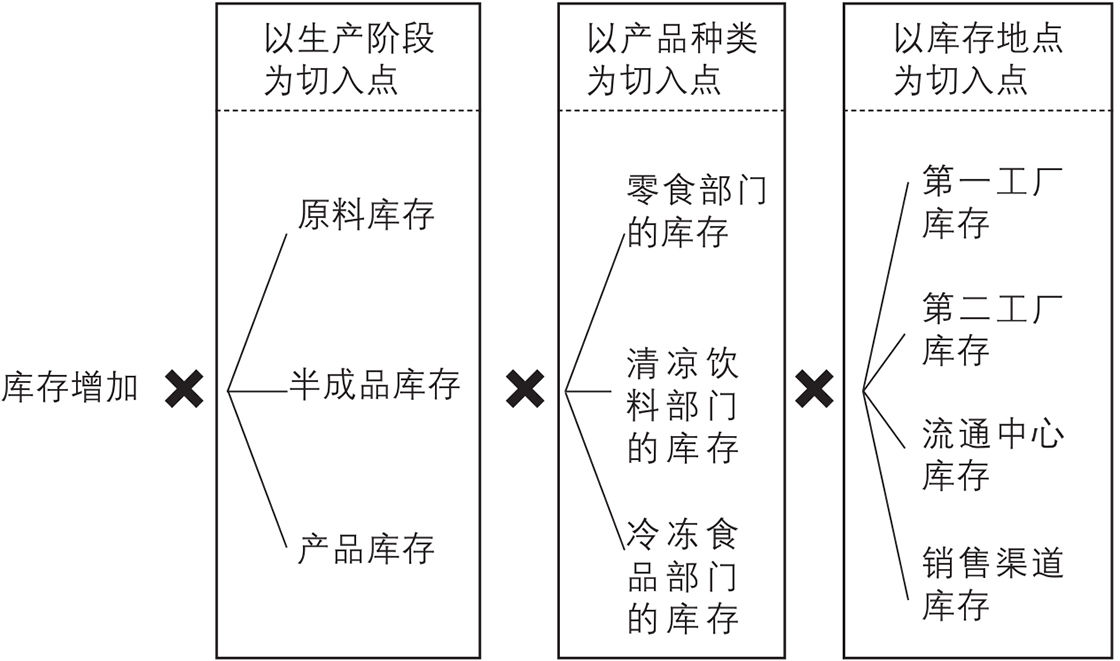 库存增加
以生产阶段
为切入点
原料库存
半成品库存
产品库存
以产品种类
为切入点
零食部门
的库存
清凉饮
料部门
的库存
冷冻食
品部门
的库存
以库存地点
为切入点
第一工厂
库存
第二工厂
库存
流通中心
库存
销售渠道
库存